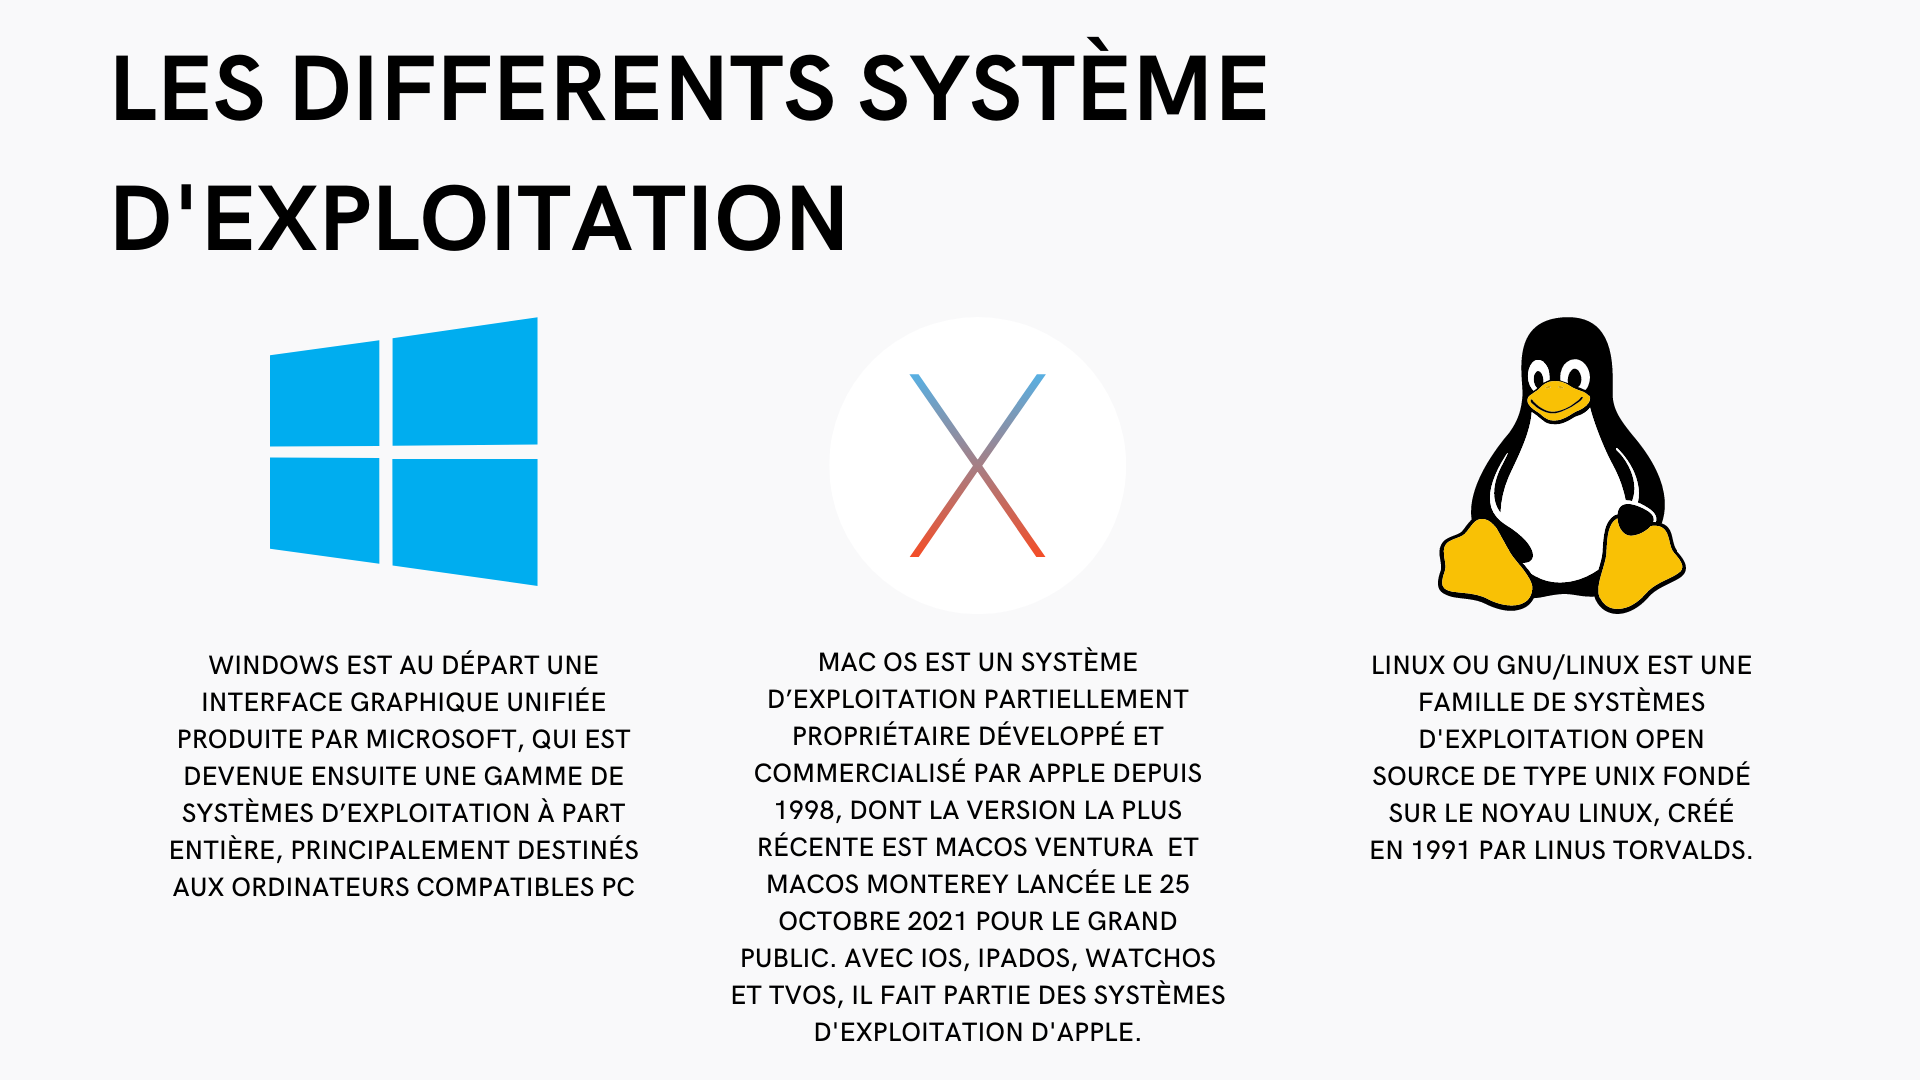 LES DIFFERENTS SYSTÈME
D'EXPLOITATION
WINDOWS EST AU DÉPART UNE
INTERFACE GRAPHIQUE UNIFIÉE
PRODUITE PAR MICROSOFT, QUI EST
DEVENUE ENSUITE UNE GAMME DE
SYSTÈMES D’EXPLOITATION À PART
ENTIÈRE, PRINCIPALEMENT DESTINÉS
AUX ORDINATEURS COMPATIBLES PC
MAC OS EST UN SYSTÈME
D’EXPLOITATION PARTIELLEMENT
PROPRIÉTAIRE DÉVELOPPÉ ET
COMMERCIALISÉ PAR APPLE DEPUIS
1998, DONT LA VERSION LA PLUS
RÉCENTE EST MACOS VENTURA  ET
MACOS MONTEREY LANCÉE LE 25
OCTOBRE 2021 POUR LE GRAND
PUBLIC. AVEC IOS, IPADOS, WATCHOS
ET TVOS, IL FAIT PARTIE DES SYSTÈMES
D'EXPLOITATION D'APPLE.
LINUX OU GNU/LINUX EST UNE
FAMILLE DE SYSTÈMES
D'EXPLOITATION OPEN
SOURCE DE TYPE UNIX FONDÉ
SUR LE NOYAU LINUX, CRÉÉ
EN 1991 PAR LINUS TORVALDS.